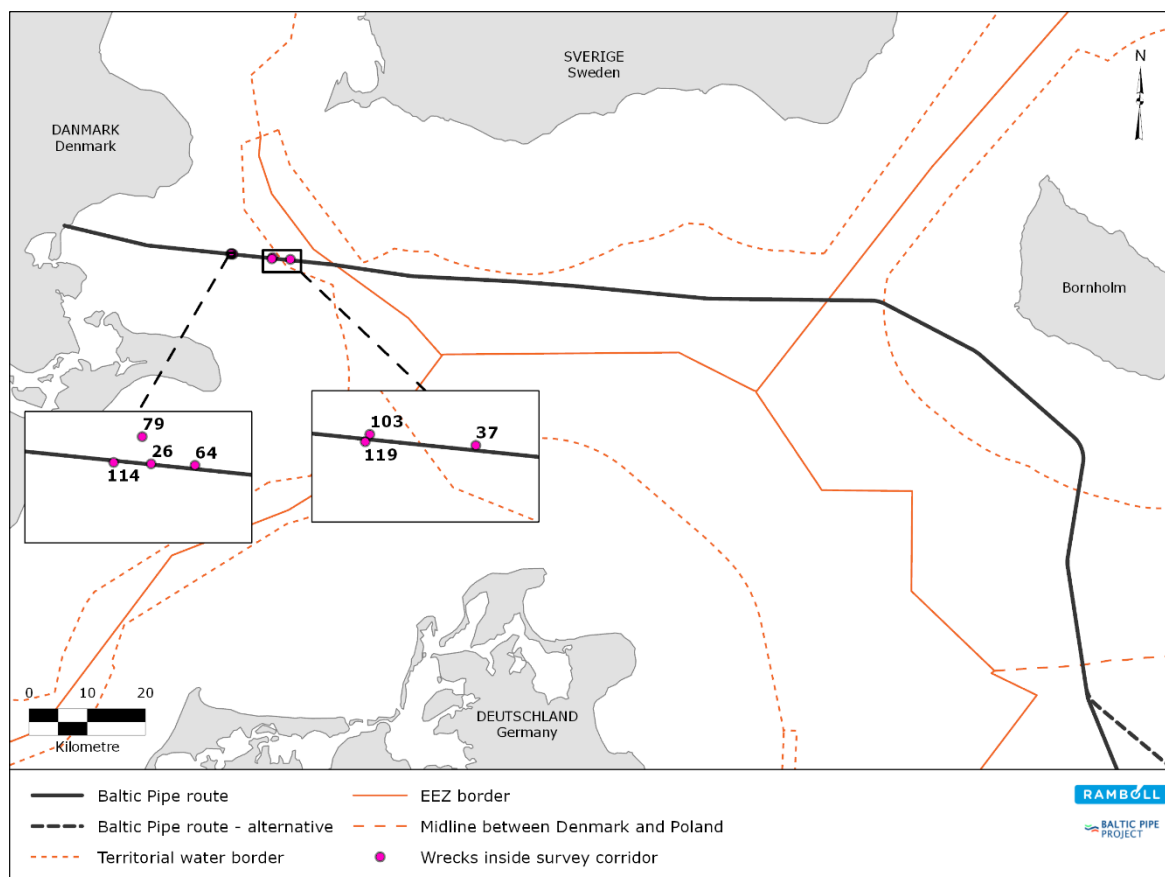 SVERIGE
Sweden
N
DANMARK
Denmark
Bornholm
79
26
64
114
103
37
119
0 10 20
Kilometre
DEUTSCHLAND
Germany
Baltic Pipe route
EEZ border
RAMBOLL
Baltic Pipe route - alternative
Midline between Denmark and Poland
BALTIC PIPE
PROJECT
Territorial water border
Wrecks inside survey corridor